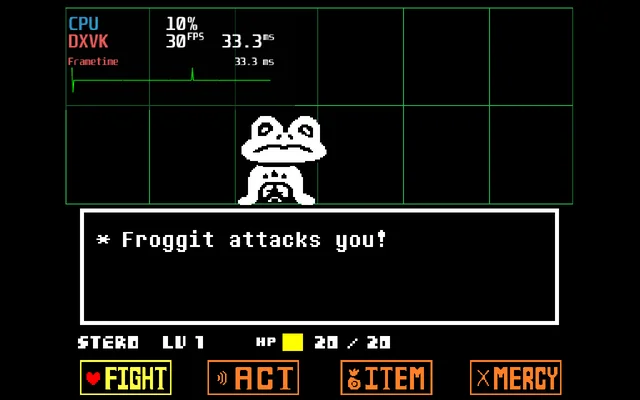 CPU 10%
DXVK 30FPS 33.3ms
Frametime 33.3 ms
* Froggit attacks you!
STERO LV 1 HP 20 / 20
FIGHT ACT ITEM MERCY